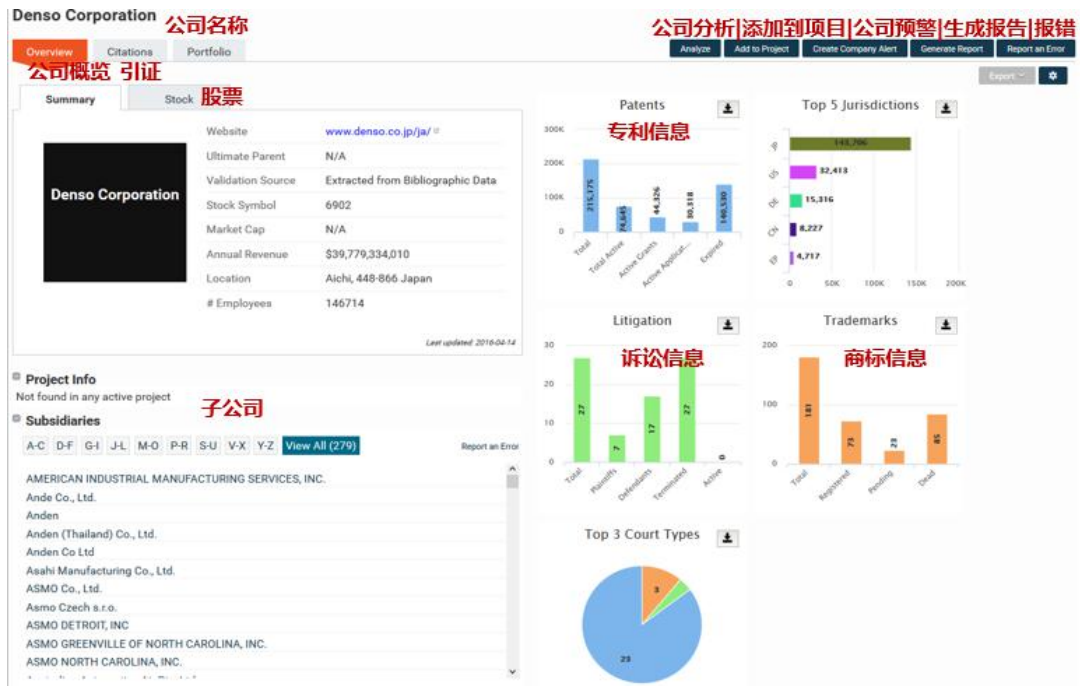 Denso Corporation
公司名称
公司分析|添加到项目|公司预警|生成报告|报错
Overview Citations Portfolio
Analyze Add to Project Create Company Alert Generate Report Report an Error
公司概览 引证
Export
Summary Stock 股票
Website www.denso.co.jp/ja/
Ultimate Parent N/A
Validation Source Extracted from Bibliographic Data
Denso Corporation
Stock Symbol 6902
Market Cap N/A
Annual Revenue $39,779,334,010
Location Aichi, 448-866 Japan
# Employees 146714
Last updated: 2016-04-14
Project Info
Not found in any active project
子公司
Subsidiaries
A-C D-F G-I J-L M-O P-R S-U V-X Y-Z View All (279) Report an Error
AMERICAN INDUSTRIAL MANUFACTURING SERVICES, INC.
Ande Co., Ltd.
Anden
Anden (Thailand) Co., Ltd.
Anden Co Ltd
Asahi Manufacturing Co., Ltd.
ASMO Co., Ltd.
Asmo Czech s.r.o.
ASMO DETROIT, INC
ASMO GREENVILLE OF NORTH CAROLINA, INC.
ASMO NORTH CAROLINA, INC.
Patents
专利信息
300K
200K
100K
0
215,175 74,645 44,326 30,318 140,530
Total Total Active Active Grants Active Applicat... Expired
Top 5 Jurisdictions
JP 143,706
US 32,413
DE 15,316
CN 8,227
EP 4,717
0 50K 100K 150K 200K
Litigation
诉讼信息
30
20
10
0
27 7 17 27 0
Total Plaintiffs Defendants Terminated Active
Trademarks
商标信息
200
100
0
181 73 23 85
Total Registered Pending Dead
Top 3 Court Types
3
23